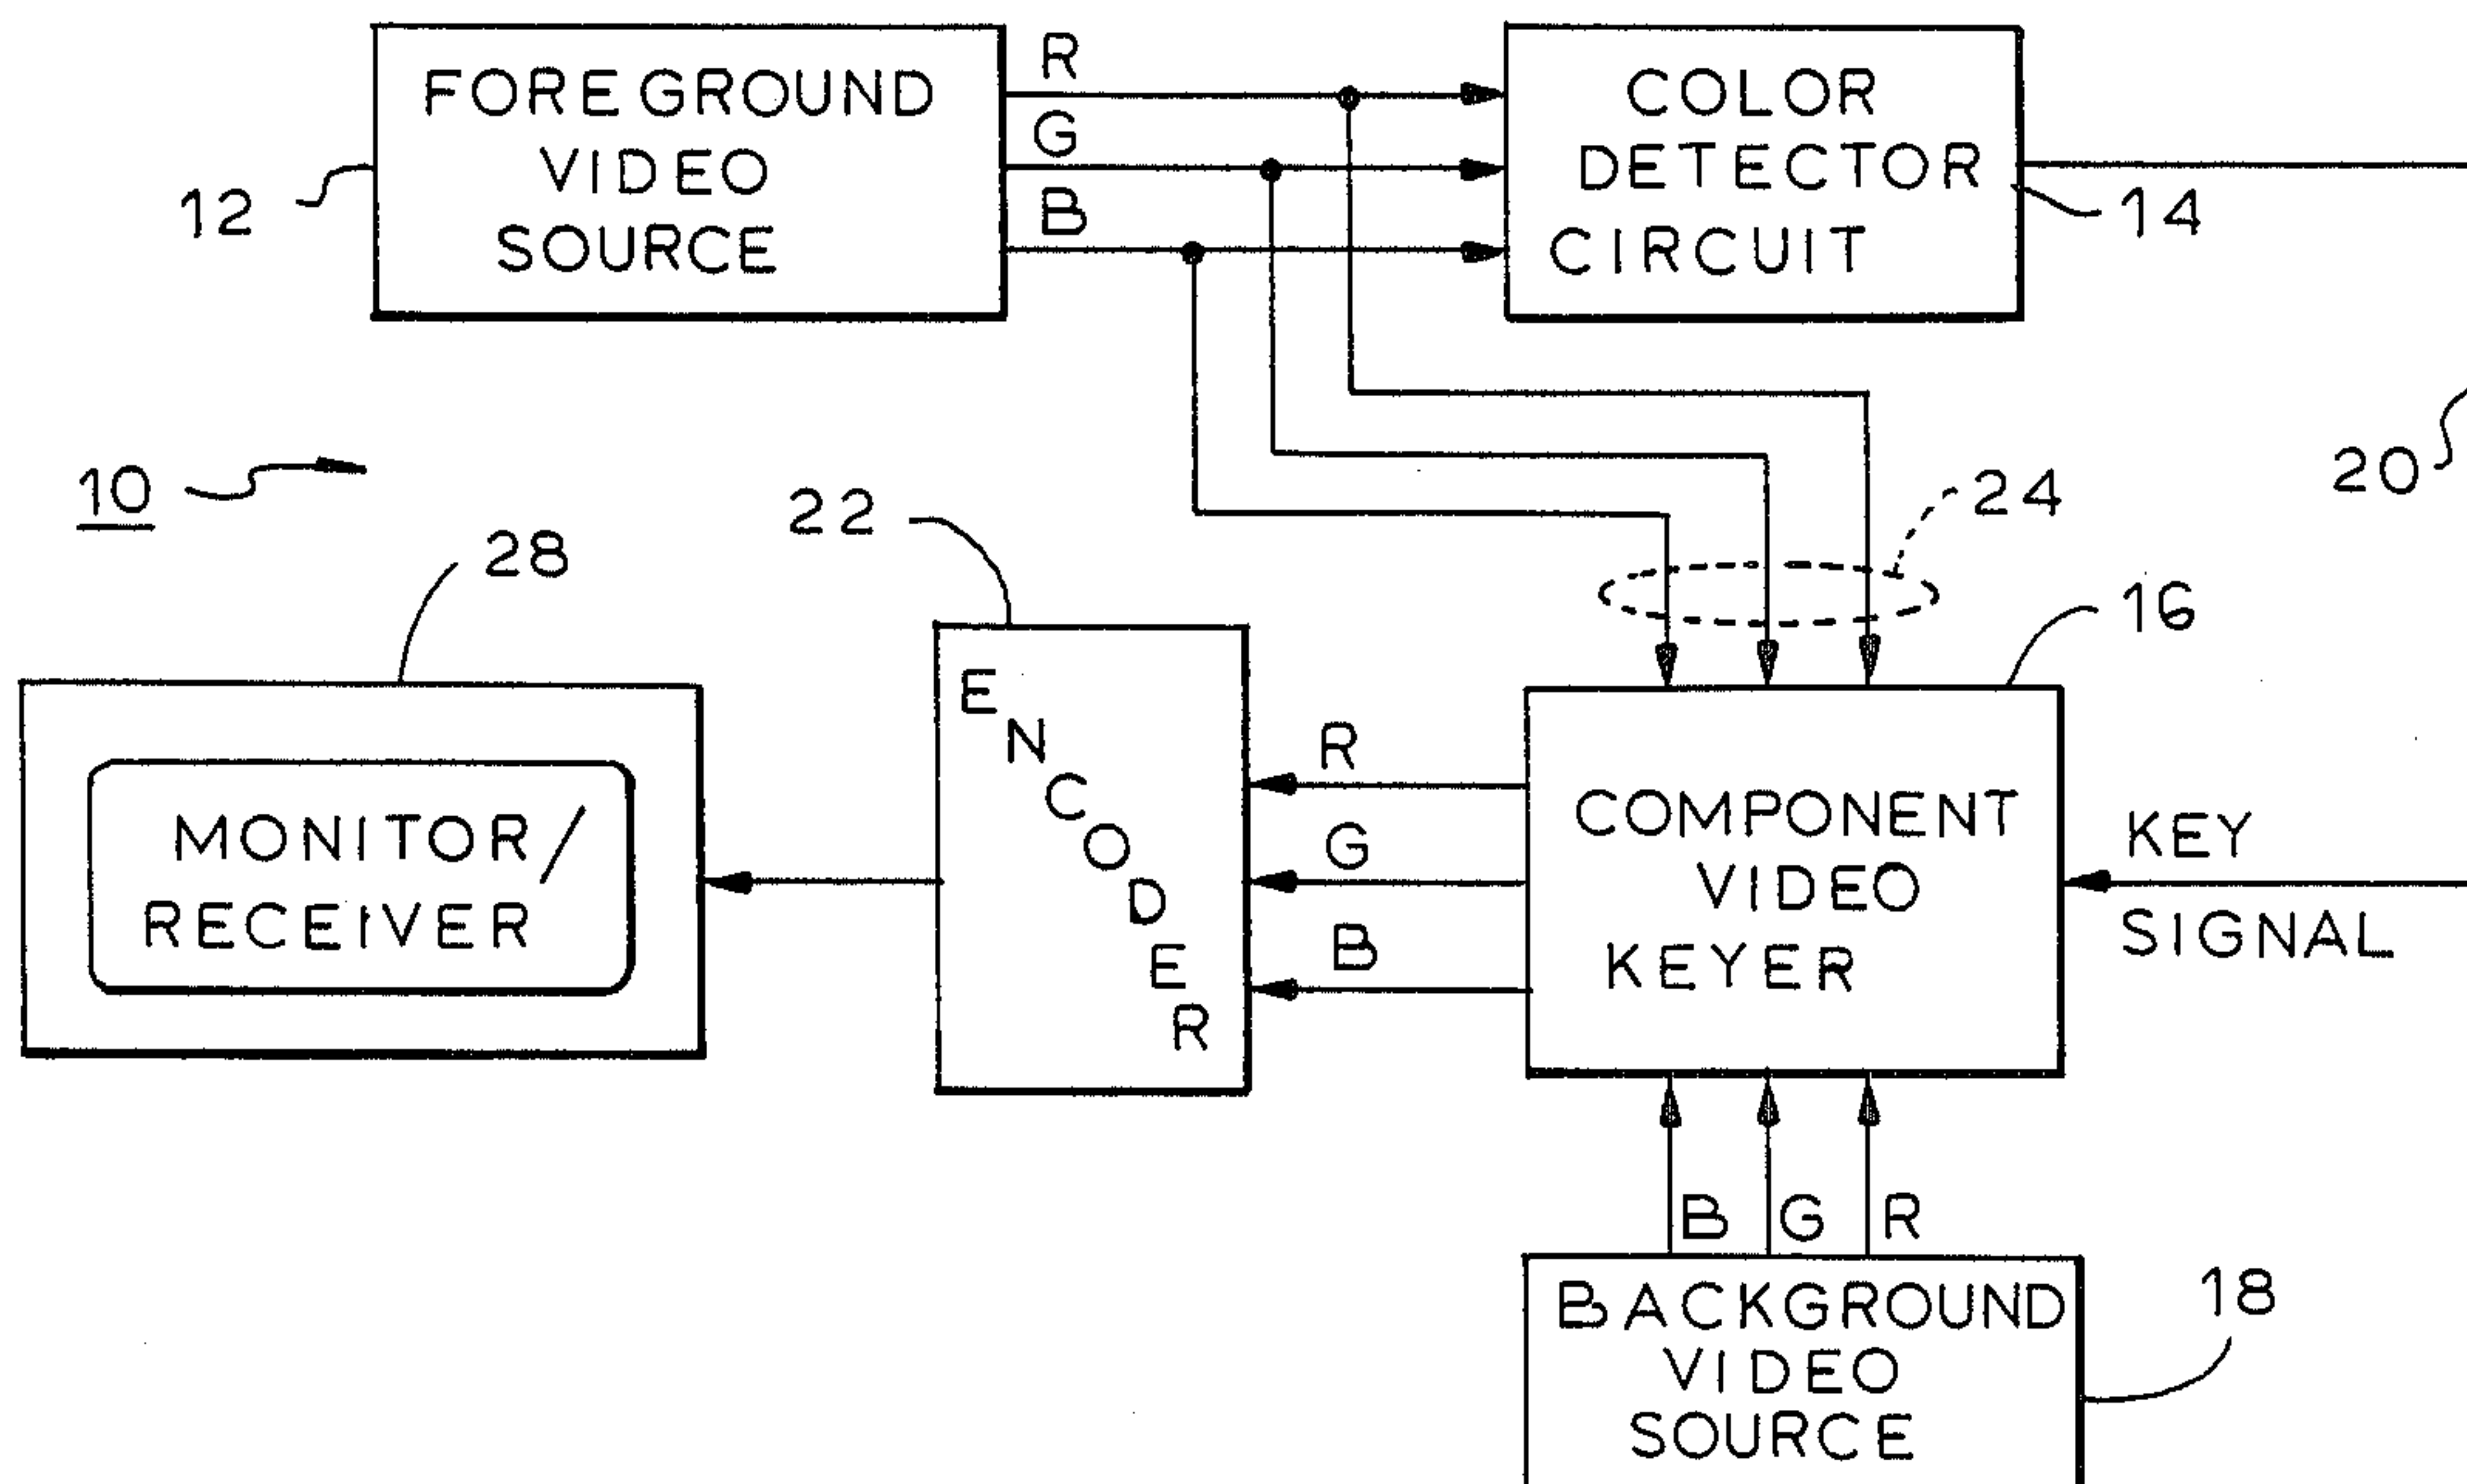 FOREGROUND
VIDEO
SOURCE
12
R
G
B
COLOR
DETECTOR
CIRCUIT
14
20
10
24
28
22
16
MONITOR/
RECEIVER
ENCODER
R
G
B
COMPONENT
VIDEO
KEYER
KEY
SIGNAL
B G R
BACKGROUND
VIDEO
SOURCE
18